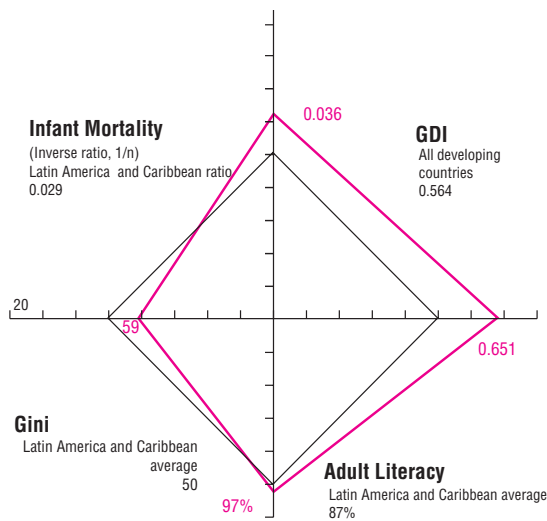 0.036
Infant Mortality
(Inverse ratio, 1/n)
Latin America and Caribbean ratio
0.029
GDI
All developing
countries
0.564
20
59
0.651
Gini
Latin America and Caribbean
average
50
Adult Literacy
Latin America and Caribbean average
87%
97%